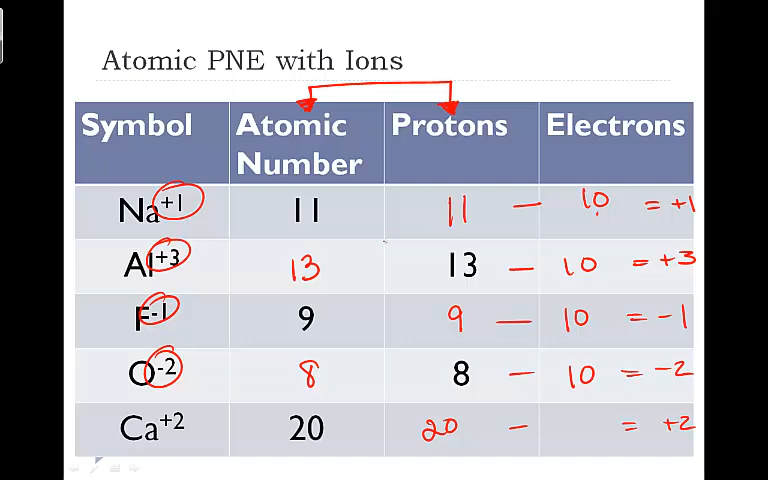 Atomic PNE with Ions
Symbol Atomic Number Protons Electrons
Na+1 11 11 – 10 = +1
Al+3 13 13 – 10 = +3
F-1 9 9 – 10 = -1
O-2 8 8 – 10 = -2
Ca+2 20 20 – = +2